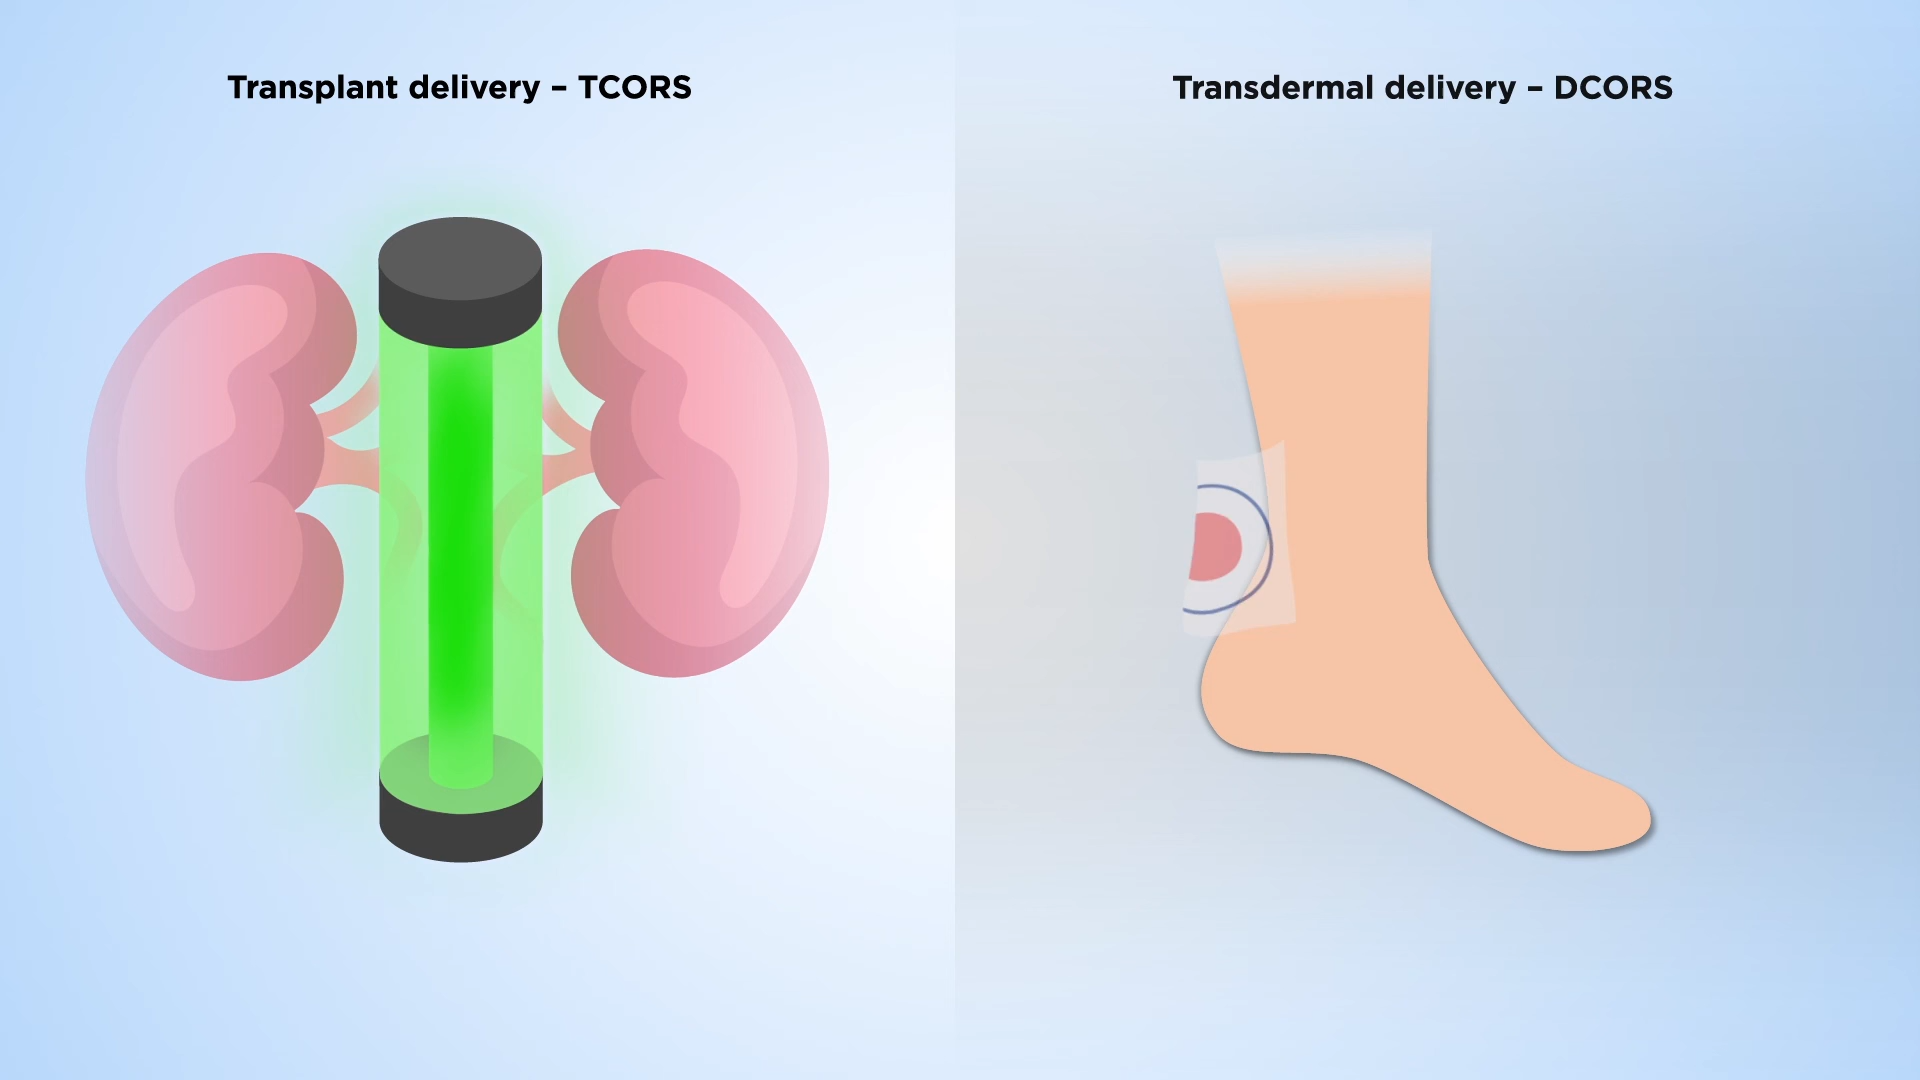 Transplant delivery – TCORS
Transdermal delivery – DCORS